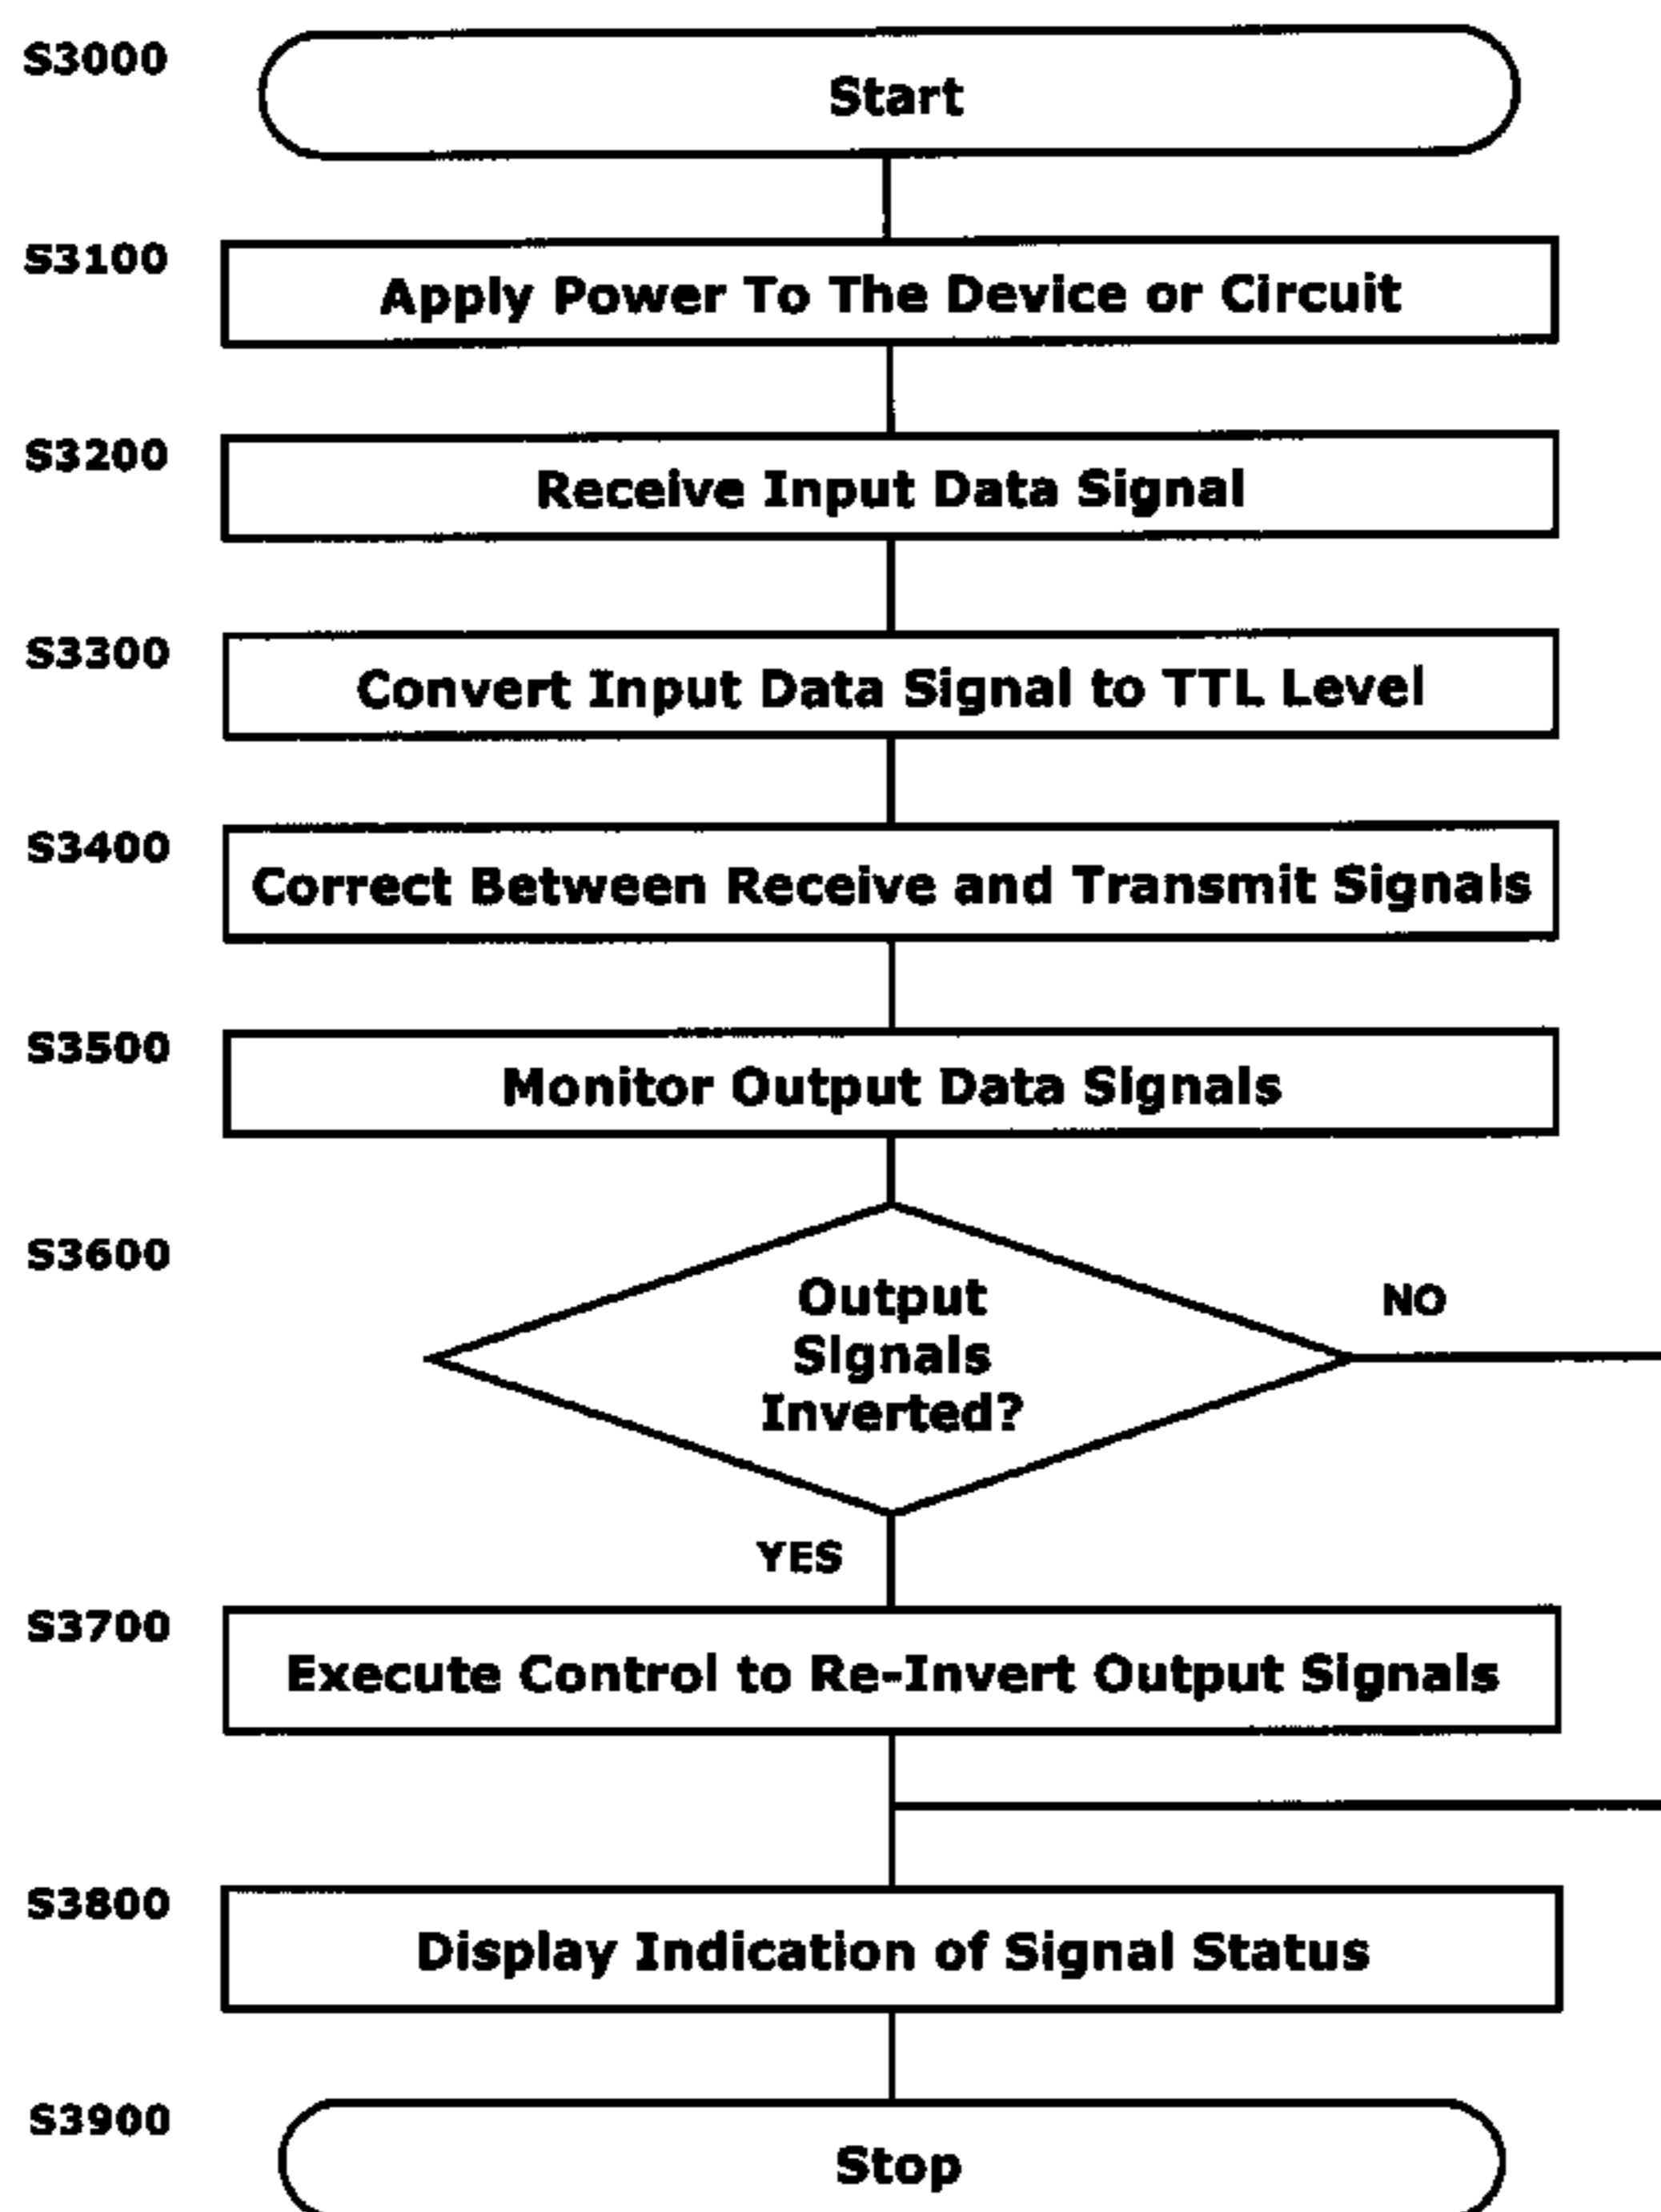 S3000
Start
S3100
Apply Power To The Device or Circuit
S3200
Receive Input Data Signal
S3300
Convert Input Data Signal to TTL Level
S3400
Correct Between Receive and Transmit Signals
S3500
Monitor Output Data Signals
S3600
Output
Signals
Inverted?
NO
YES
S3700
Execute Control to Re-Invert Output Signals
S3800
Display Indication of Signal Status
S3900
Stop